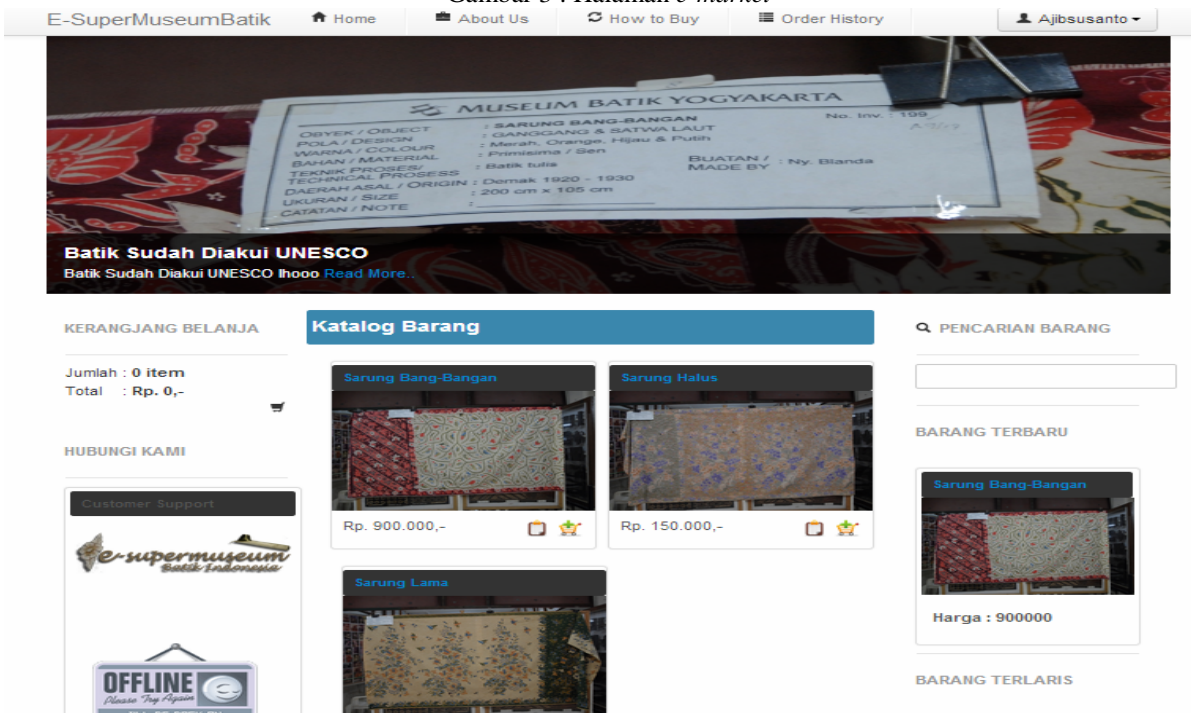 Gambar 3 . Halaman e-market
E-SuperMuseumBatik
Home
About Us
How to Buy
Order History
Ajibsusanto
MUSEUM BATIK YOGYAKARTA
No. Inv. : 199
OBYEK / OBJECT : SARUNG BANG-BANGAN
POLA / DESIGN : GANGGANG & SATWA LAUT
WARNA / COLOUR : Merah, Orange, Hijau & Putih
BAHAN / MATERIAL : Primisima / Sen
TEKNIK PROSES/ : Batik tulis
TECHNICAL PROSESS
BUATAN / : Ny. Blanda
MADE BY
DAERAH ASAL / ORIGIN : Demak 1920 - 1930
UKURAN / SIZE : 200 cm x 105 cm
CATATAN / NOTE :
Batik Sudah Diakui UNESCO
Batik Sudah Diakui UNESCO lhooo Read More..
KERANGJANG BELANJA
Jumlah : 0 item
Total : Rp. 0,-
HUBUNGI KAMI
Customer Support
e-supermuseum
Batik Indonesia
OFFLINE
Please Try Again
Katalog Barang
Sarung Bang-Bangan
Rp. 900.000,-
Sarung Halus
Rp. 150.000,-
Sarung Lama
PENCARIAN BARANG
BARANG TERBARU
Sarung Bang-Bangan
Harga : 900000
BARANG TERLARIS